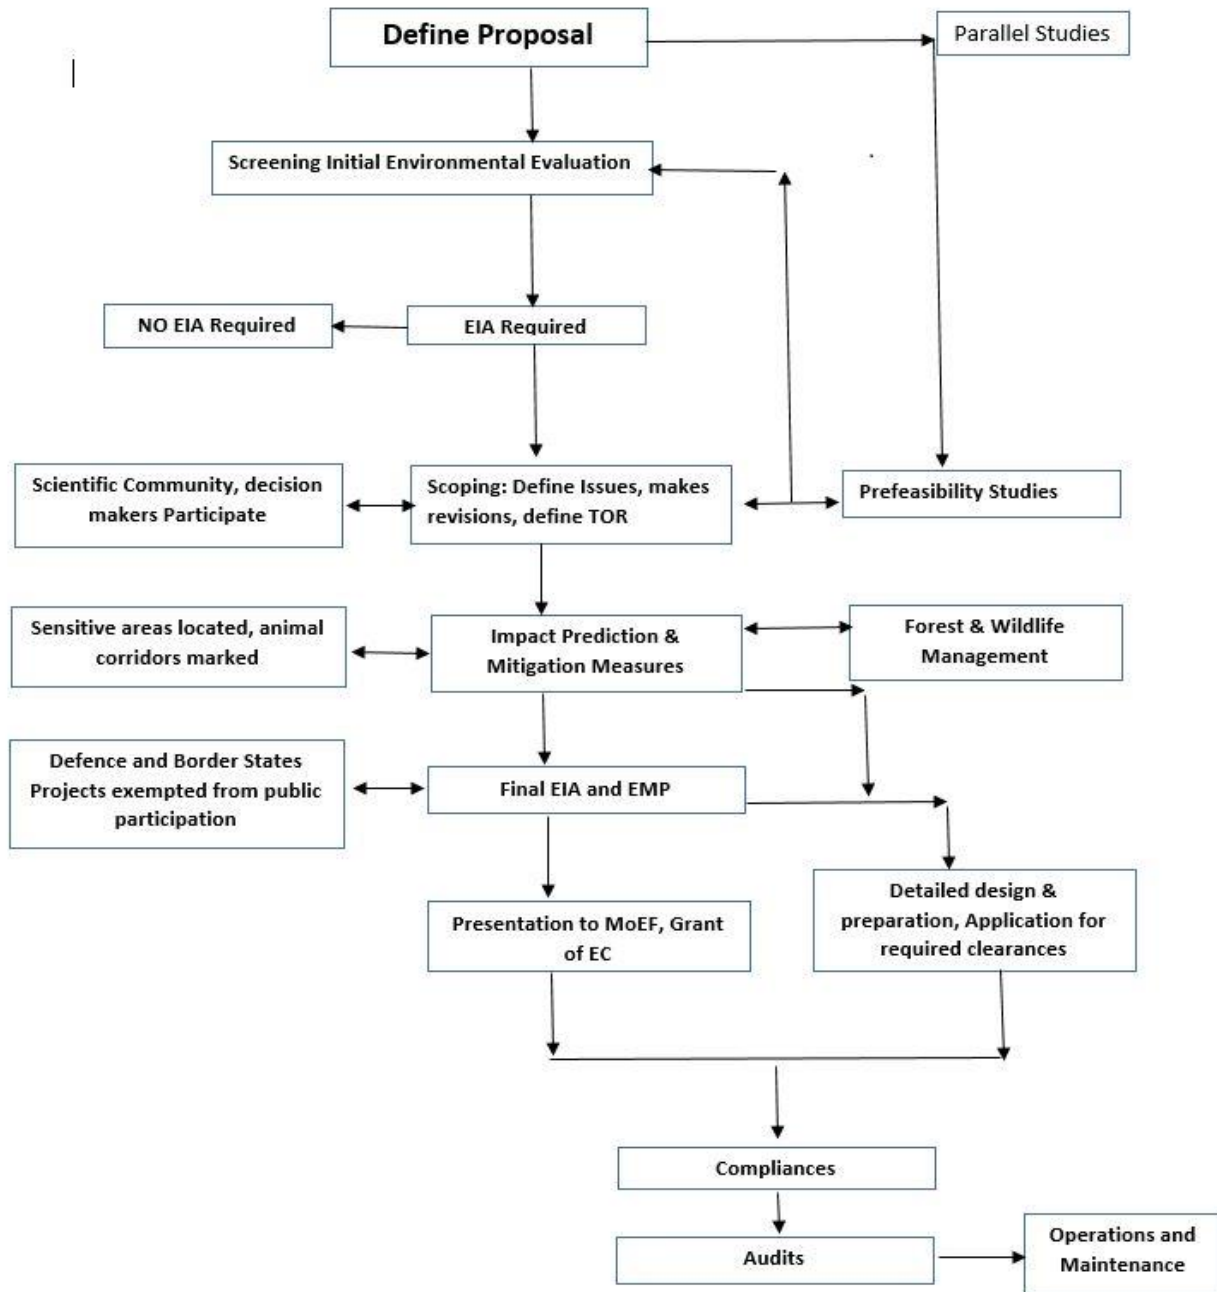 Define Proposal
Parallel Studies
Screening Initial Environmental Evaluation
NO EIA Required
EIA Required
Scientific Community, decision
makers Participate
Scoping: Define Issues, makes
revisions, define TOR
Prefeasibility Studies
Sensitive areas located, animal
corridors marked
Impact Prediction &
Mitigation Measures
Forest & Wildlife
Management
Defence and Border States
Projects exempted from public
participation
Final EIA and EMP
Presentation to MoEF, Grant
of EC
Detailed design &
preparation, Application for
required clearances
Compliances
Audits
Operations and
Maintenance